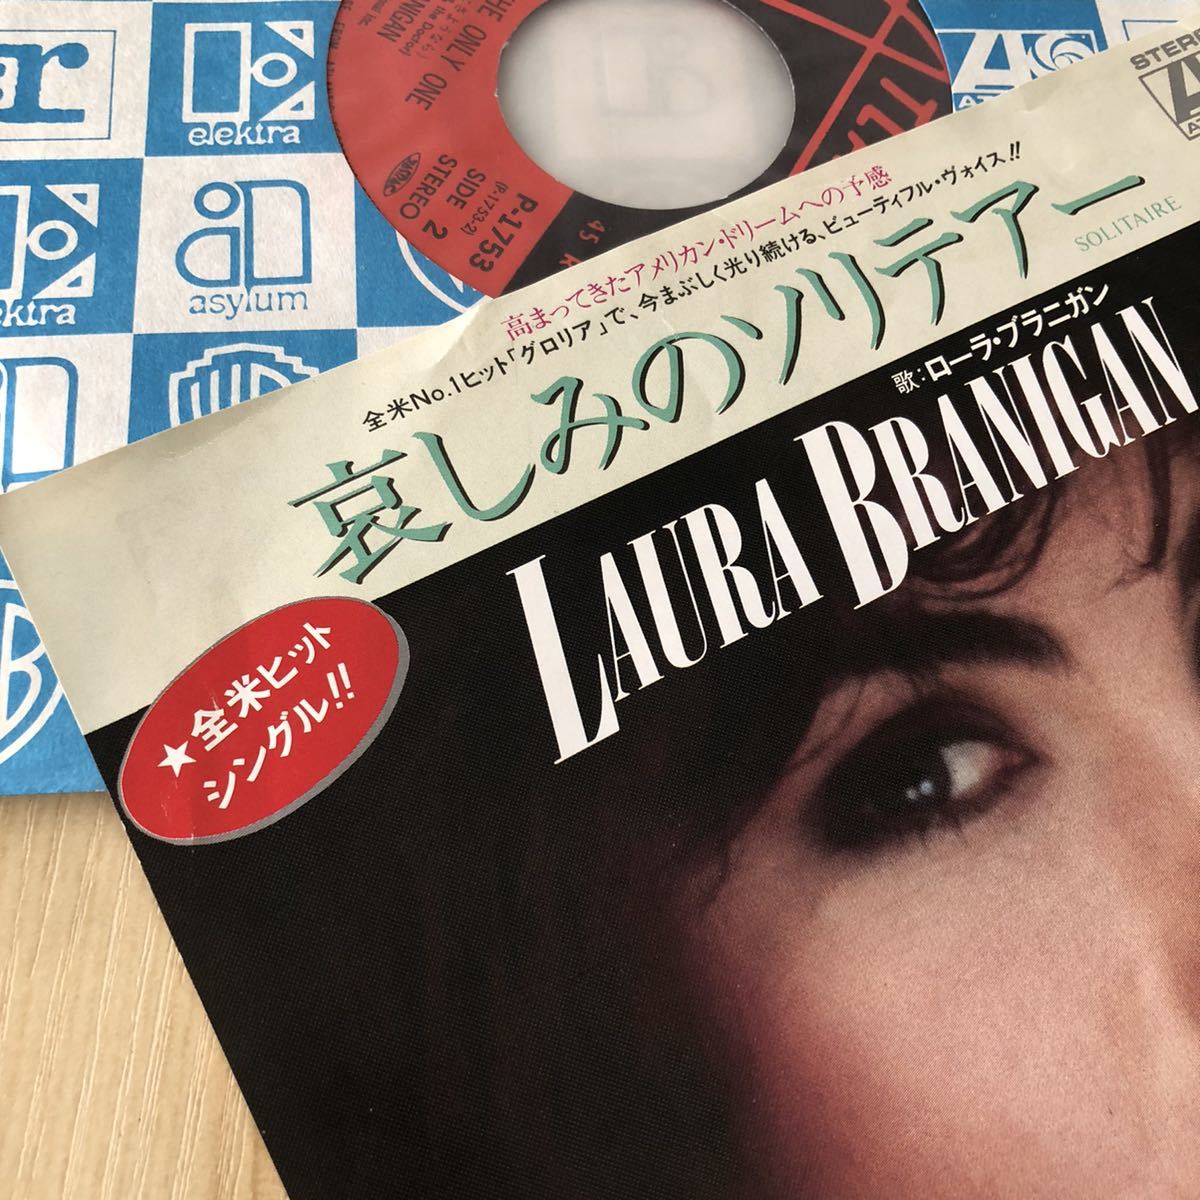 elektra
asylum
elektra
THE ONLY ONE
SIDE
2
STEREO
P-1753
(P-1753-2)
45
STEREO
高まってきたアメリカン・ドリームへの予感
全米No.1ヒット「グロリア」で、今まぶしく光り続ける、ビューティフル・ヴォイス!!
哀しみのソリテアー
SOLITAIRE
歌:ローラ・ブラニガン
LAURA BRANIGAN
★全米ヒット
シングル!!